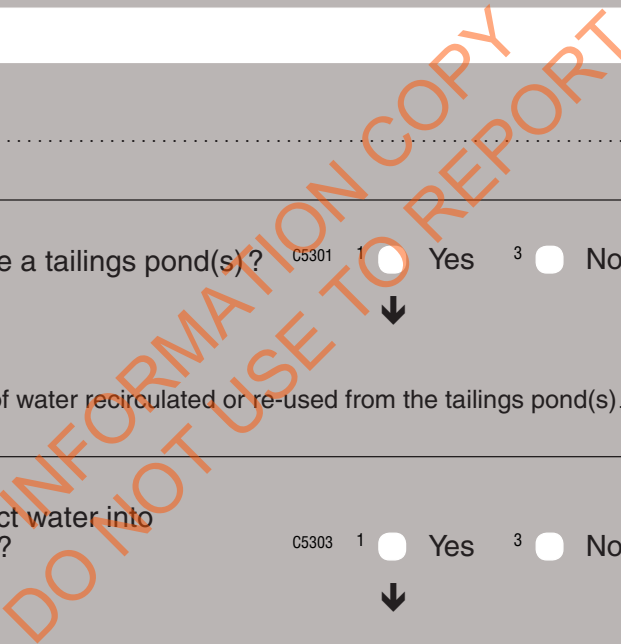 e a tailings pond(s)? C5301 1 Yes 3 No
of water recirculated or re-used from the tailings pond(s).
ct water into
? C5303 1 Yes 3 No
INFORMATION COPY
DO NOT USE TO REPORT